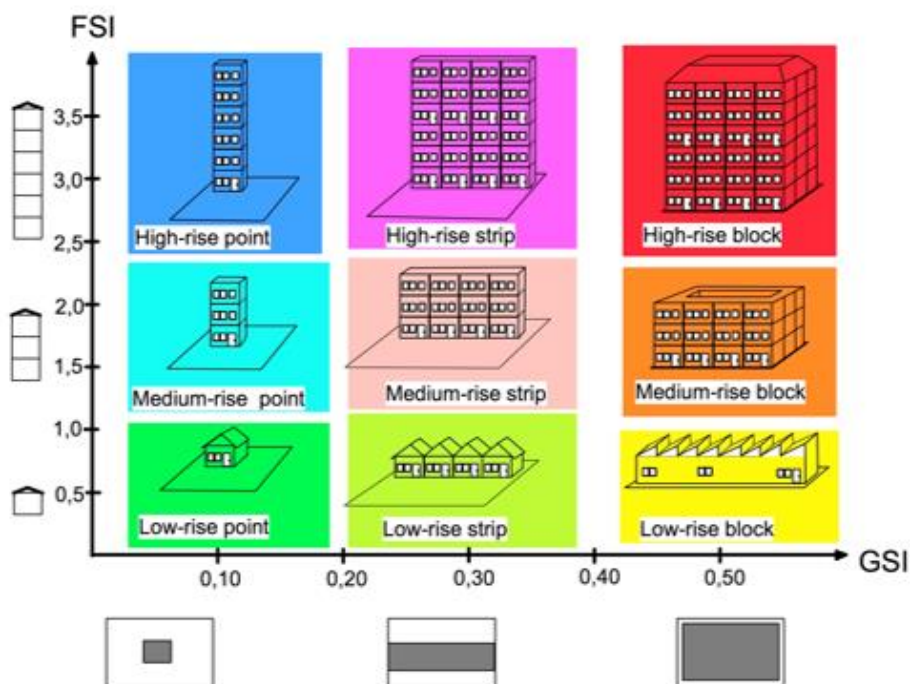 FSI
3,5
3,0
High-rise point
High-rise strip
High-rise block
2,5
2,0
1,5
Medium-rise point
Medium-rise strip
Medium-rise block
1,0
0,5
Low-rise point
Low-rise strip
Low-rise block
0,10
0,20
0,30
0,40
0,50
GSI